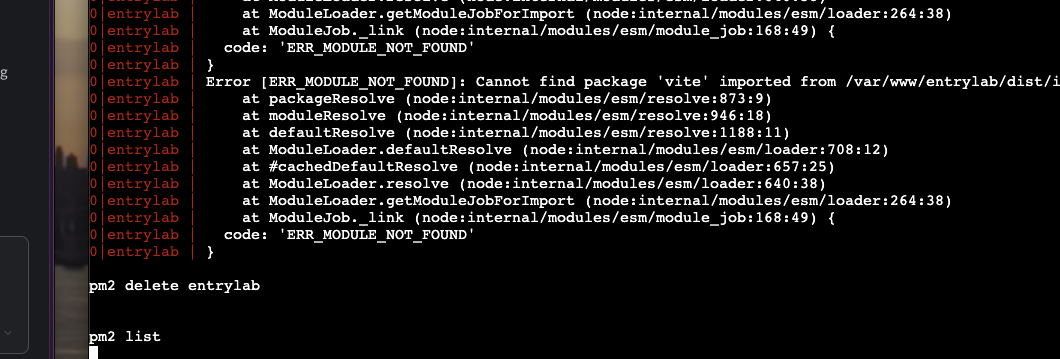 0|entrylab | at ModuleLoader.getModuleJobForImport (node:internal/modules/esm/loader:264:38)
0|entrylab | at ModuleJob._link (node:internal/modules/esm/module_job:168:49) {
0|entrylab | code: 'ERR_MODULE_NOT_FOUND'
0|entrylab | }
g
0|entrylab | Error [ERR_MODULE_NOT_FOUND]: Cannot find package 'vite' imported from /var/www/entrylab/dist/i
0|entrylab | at packageResolve (node:internal/modules/esm/resolve:873:9)
0|entrylab | at moduleResolve (node:internal/modules/esm/resolve:946:18)
0|entrylab | at defaultResolve (node:internal/modules/esm/resolve:1188:11)
0|entrylab | at ModuleLoader.defaultResolve (node:internal/modules/esm/loader:708:12)
0|entrylab | at #cachedDefaultResolve (node:internal/modules/esm/loader:657:25)
0|entrylab | at ModuleLoader.resolve (node:internal/modules/esm/loader:640:38)
0|entrylab | at ModuleLoader.getModuleJobForImport (node:internal/modules/esm/loader:264:38)
0|entrylab | at ModuleJob._link (node:internal/modules/esm/module_job:168:49) {
0|entrylab | code: 'ERR_MODULE_NOT_FOUND'
0|entrylab | }
pm2 delete entrylab
pm2 list